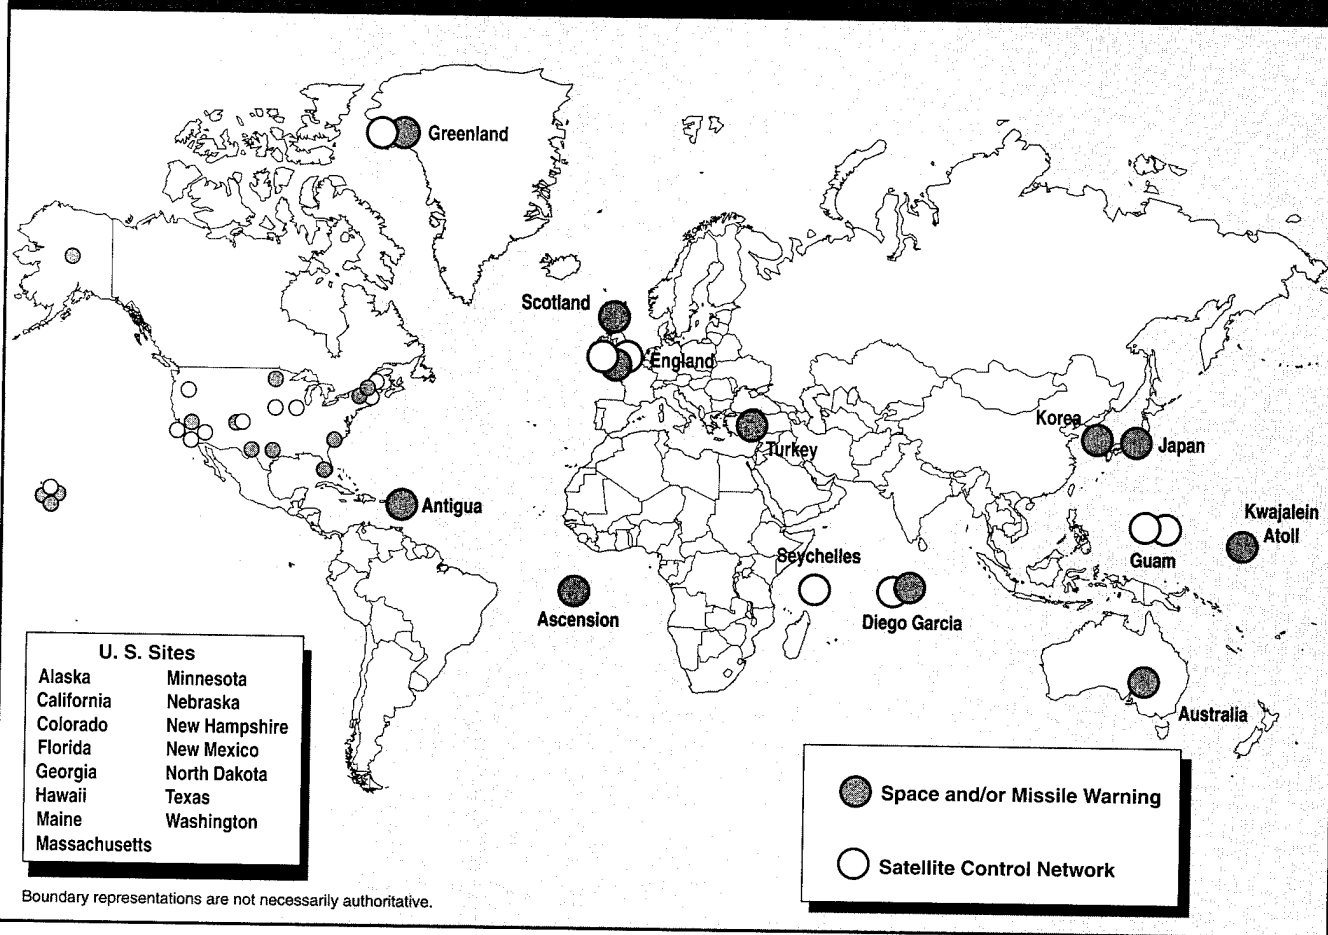 Greenland
Scotland
England
Korea
Japan
Turkey
Antigua
Kwajalein
Atoll
Guam
Seychelles
Ascension
Diego Garcia
Australia
U. S. Sites
Alaska
Minnesota
California
Nebraska
Colorado
New Hampshire
Florida
New Mexico
Georgia
North Dakota
Hawaii
Texas
Maine
Washington
Massachusetts
Space and/or Missile Warning
Satellite Control Network
Boundary representations are not necessarily authoritative.